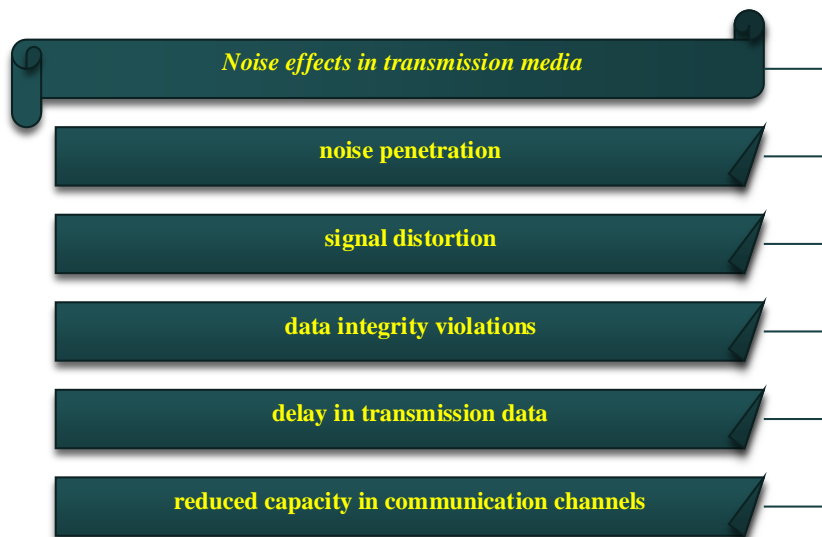 Noise effects in transmission media
noise penetration
signal distortion
data integrity violations
delay in transmission data
reduced capacity in communication channels